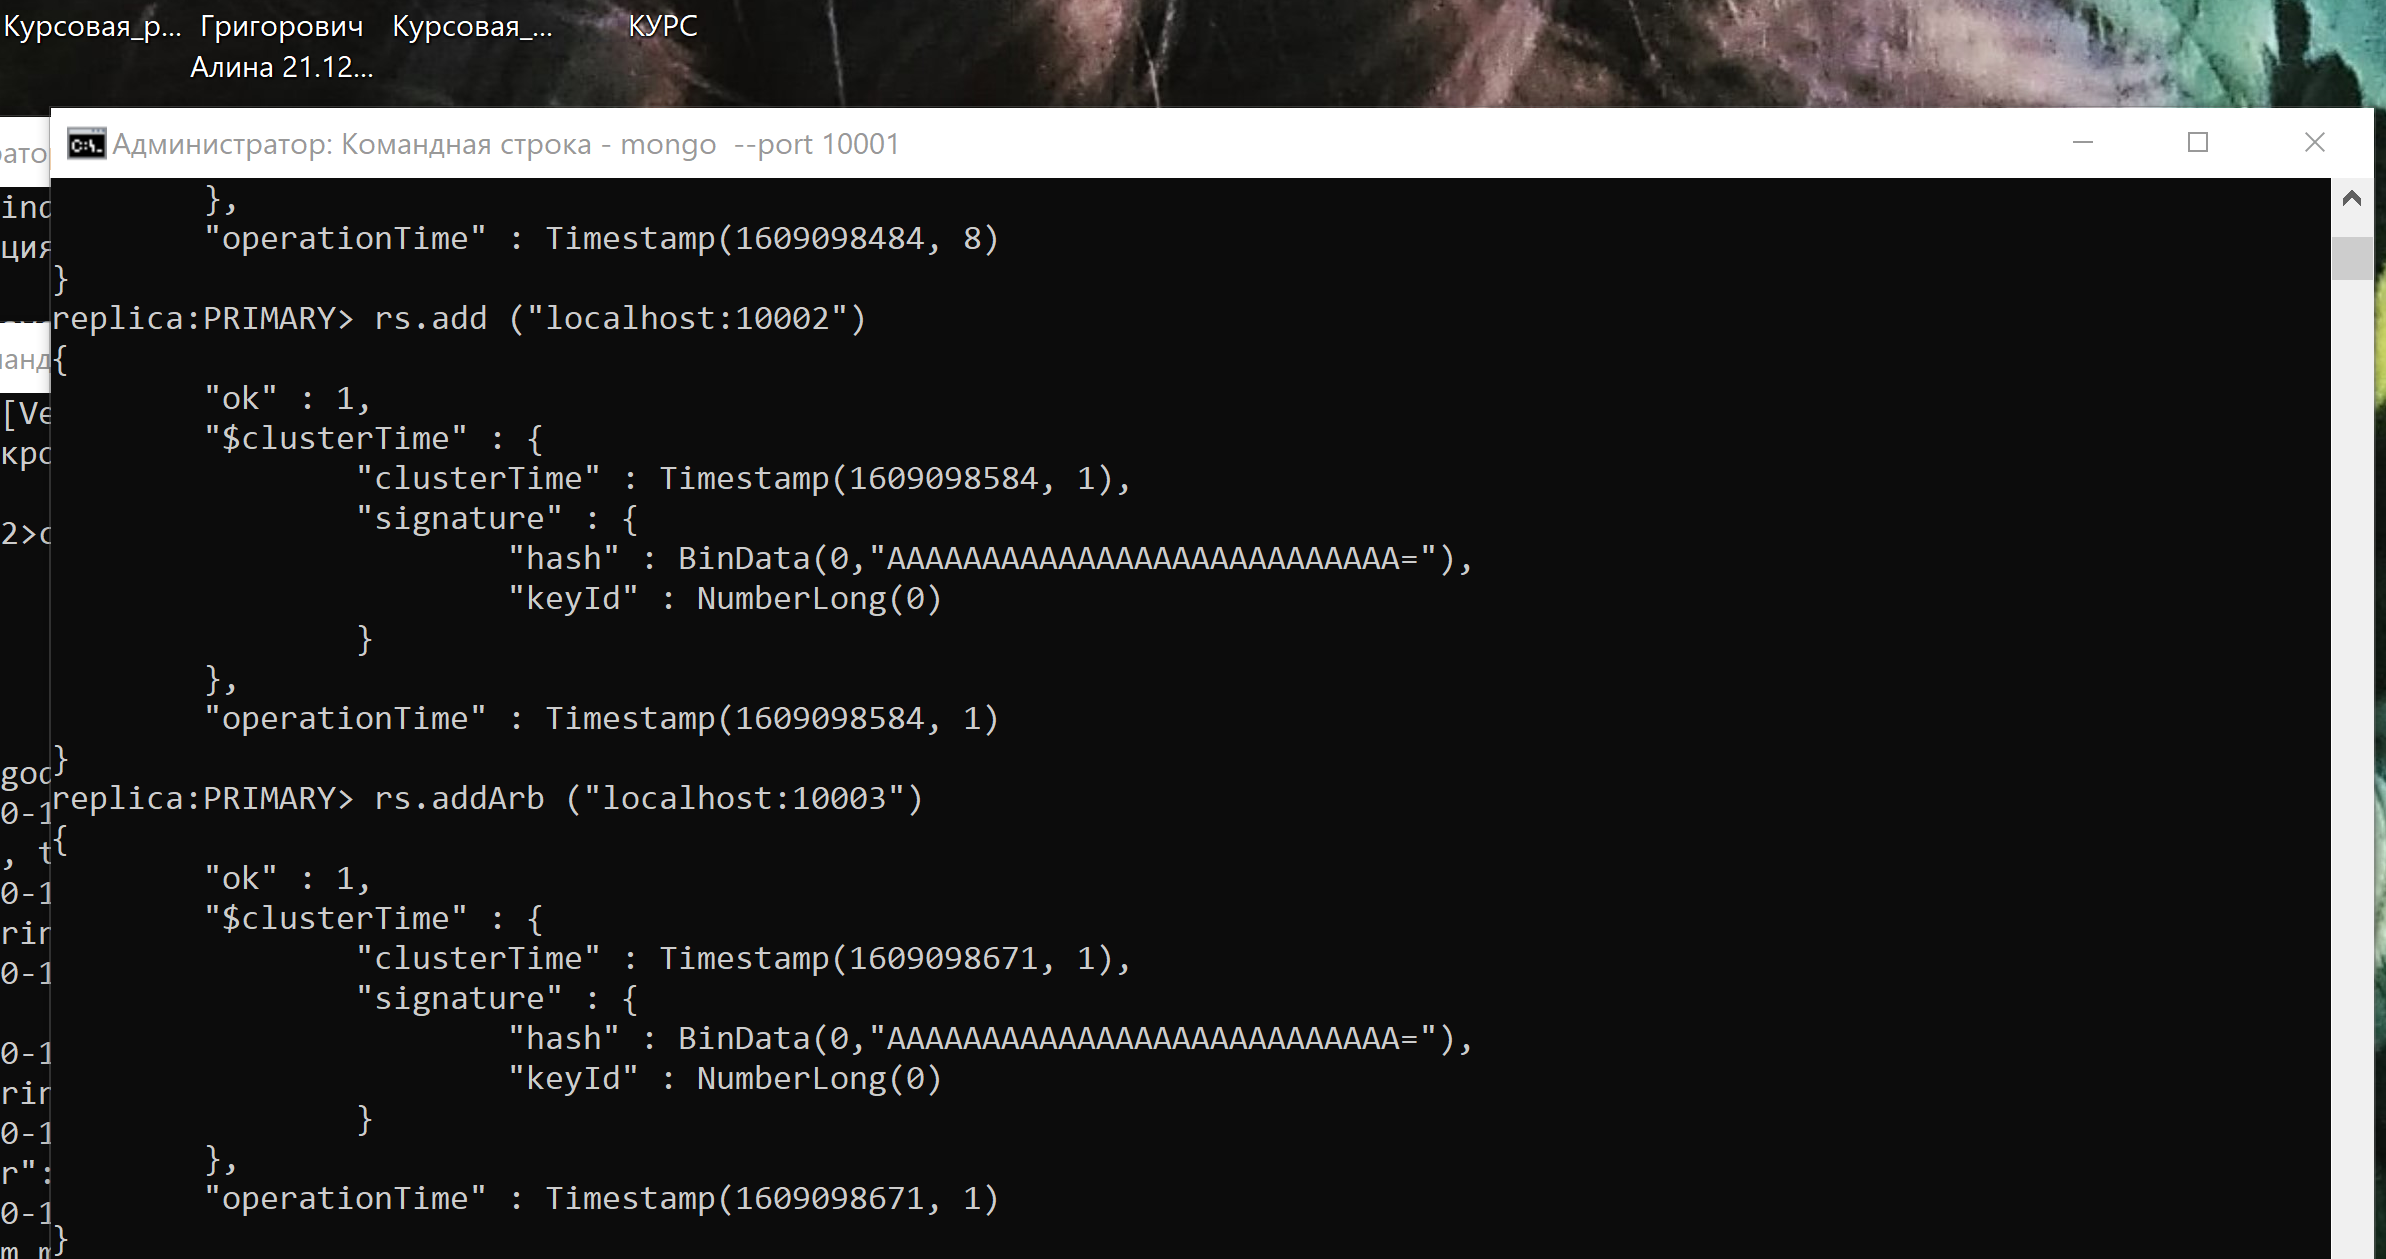 Курсовая_р...
Григорович
Алина 21.12...
Курсовая_...
КУРС
Администратор: Командная строка - mongo  --port 10001
},
"operationTime" : Timestamp(1609098484, 8)
}
replica:PRIMARY> rs.add ("localhost:10002")
{
"ok" : 1,
"$clusterTime" : {
"clusterTime" : Timestamp(1609098584, 1),
"signature" : {
"hash" : BinData(0,"AAAAAAAAAAAAAAAAAAAAAAAAAAA="),
"keyId" : NumberLong(0)
}
},
"operationTime" : Timestamp(1609098584, 1)
}
replica:PRIMARY> rs.addArb ("localhost:10003")
{
"ok" : 1,
"$clusterTime" : {
"clusterTime" : Timestamp(1609098671, 1),
"signature" : {
"hash" : BinData(0,"AAAAAAAAAAAAAAAAAAAAAAAAAAA="),
"keyId" : NumberLong(0)
}
},
"operationTime" : Timestamp(1609098671, 1)
}